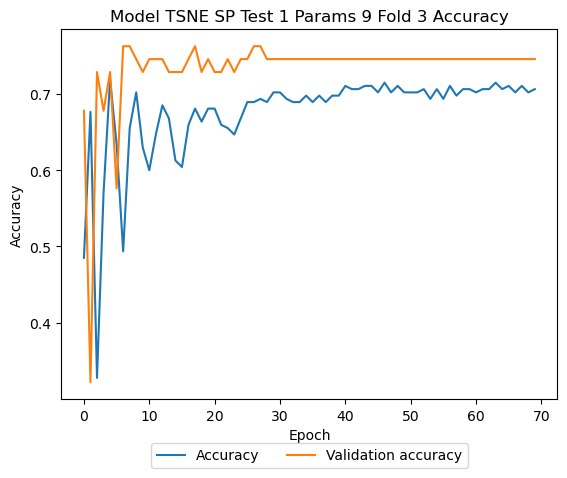 Model TSNE SP Test 1 Params 9 Fold 3 Accuracy
Accuracy
0.7
0.6
0.5
0.4
0 10 20 30 40 50 60 70
Epoch
Accuracy Validation accuracy